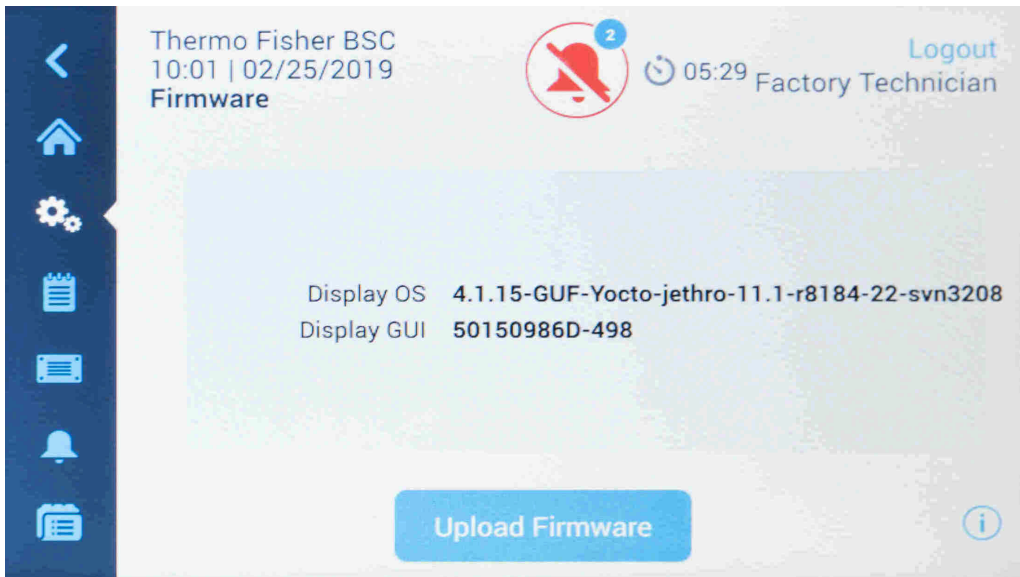 Thermo Fisher BSC
10:01 | 02/25/2019
Firmware
2
05:29
Logout
Factory Technician
Display OS 4.1.15-GUF-Yocto-jethro-11.1-r8184-22-svn3208
Display GUI 50150986D-498
Upload Firmware
i